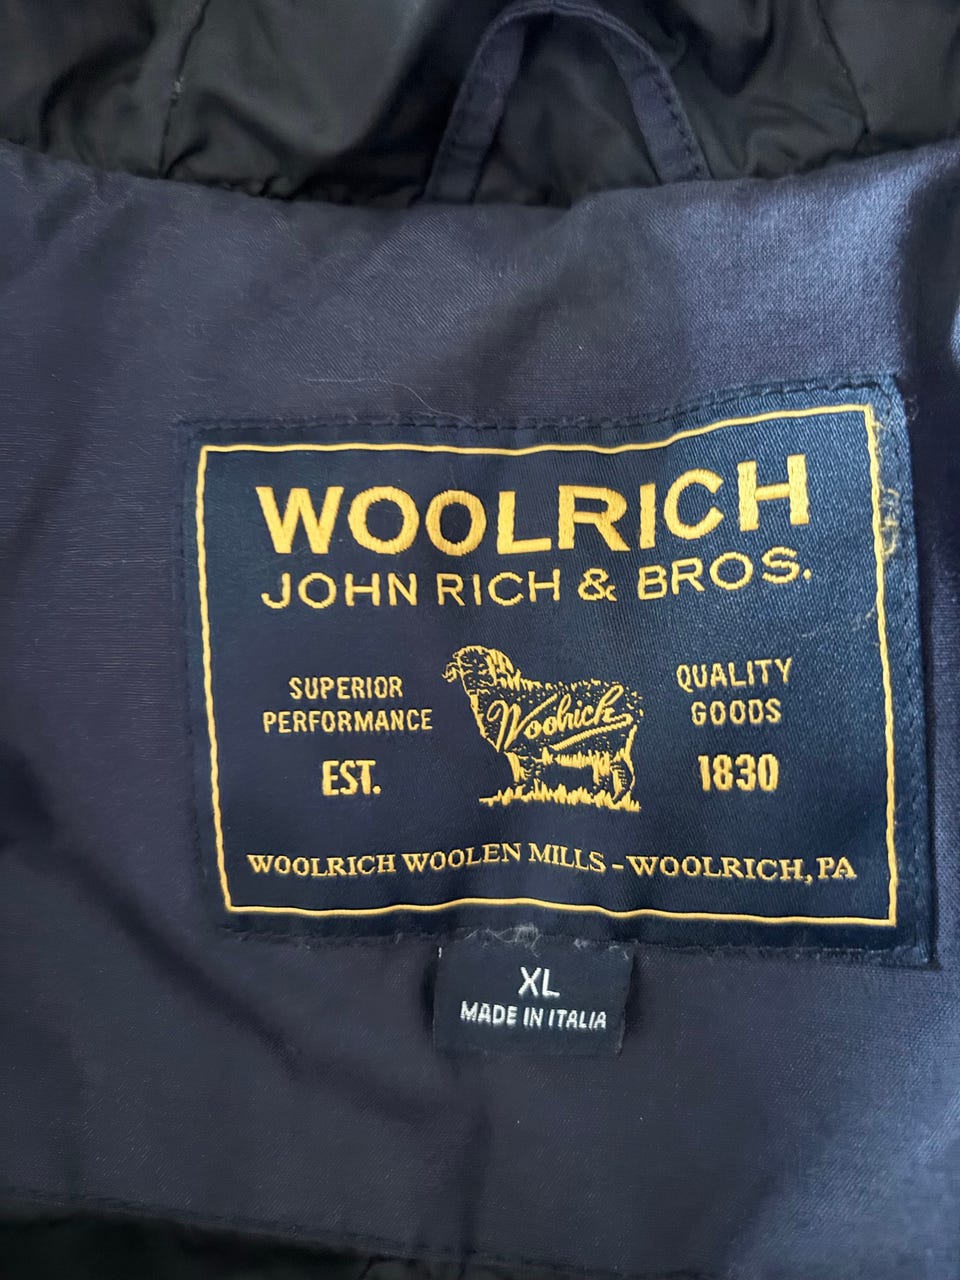 WOOLRICH
JOHN RICH & BROS.
SUPERIOR
PERFORMANCE
EST.
Woolrich
QUALITY
GOODS
1830
WOOLRICH WOOLEN MILLS - WOOLRICH, PA
XL
MADE IN ITALIA